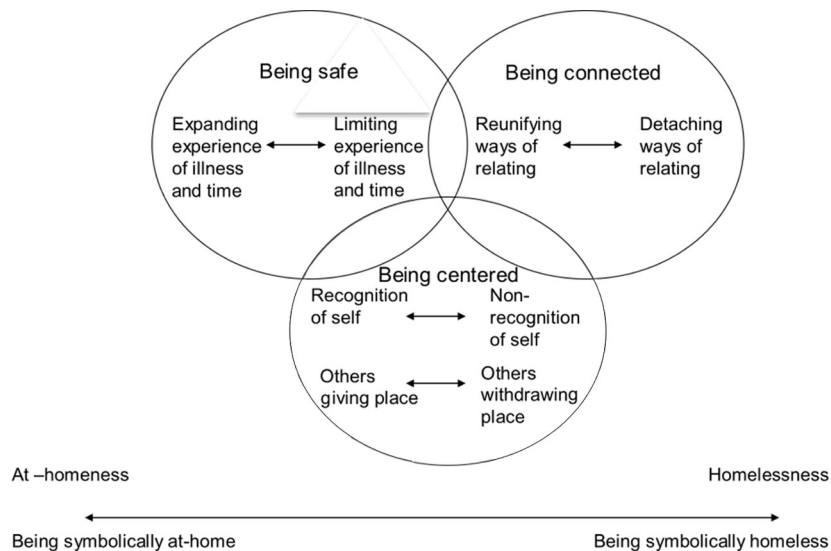 Being safe
Being connected
Expanding
experience
of illness
and time
Limiting
experience
of illness
and time
Reunifying
ways of
relating
Detaching
ways of
relating
Being centered
Recognition
of self
Non-
recognition
of self
Others
giving place
Others
withdrawing
place
At –homeness
Homelessness
Being symbolically at-home
Being symbolically homeless